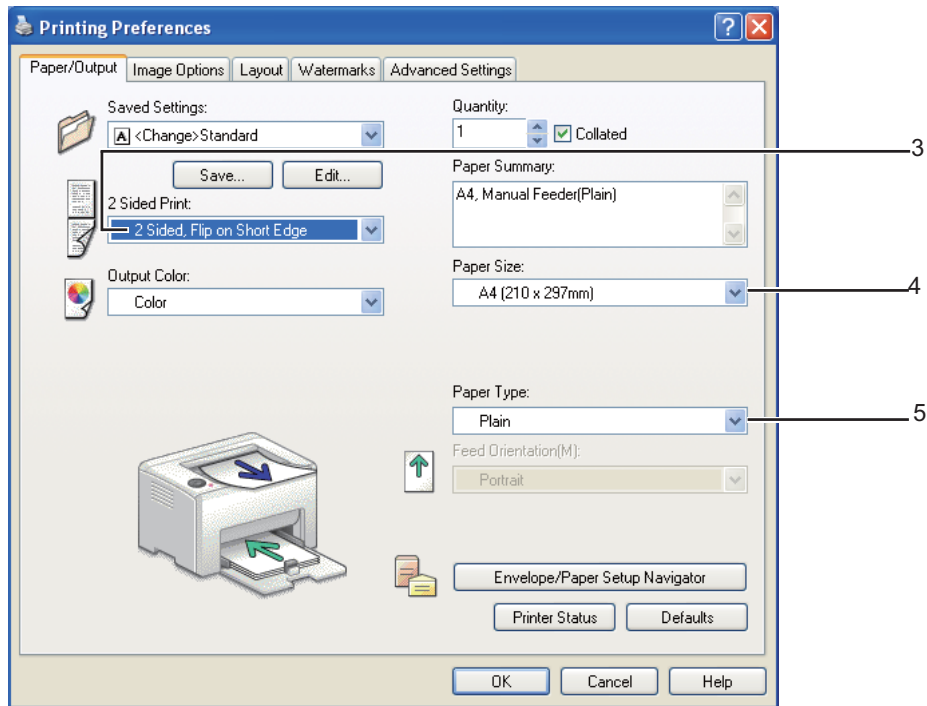 Printing Preferences
Paper/Output Image Options Layout Watermarks Advanced Settings
Saved Settings:
A <Change>Standard
Save... Edit...
2 Sided Print:
2 Sided, Flip on Short Edge
Output Color:
Color
Quantity:
1 Collated
Paper Summary:
A4, Manual Feeder(Plain)
Paper Size:
A4 (210 x 297mm)
Paper Type:
Plain
Feed Orientation(M):
Portrait
Envelope/Paper Setup Navigator
Printer Status Defaults
OK Cancel Help
3
4
5